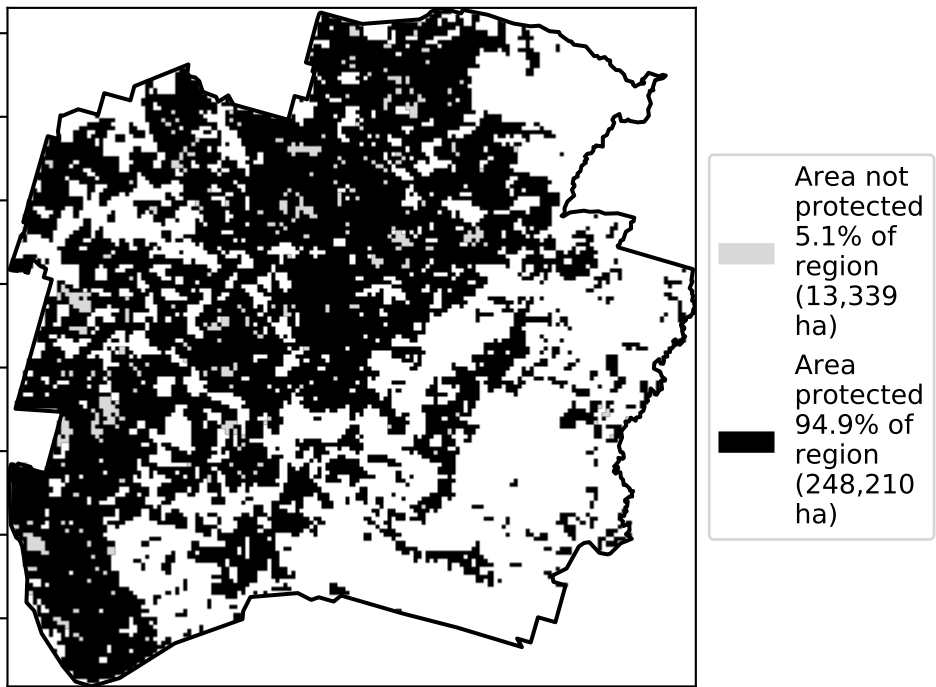 Area not
protected
5.1% of
region
(13,339
ha)
Area
protected
94.9% of
region
(248,210
ha)